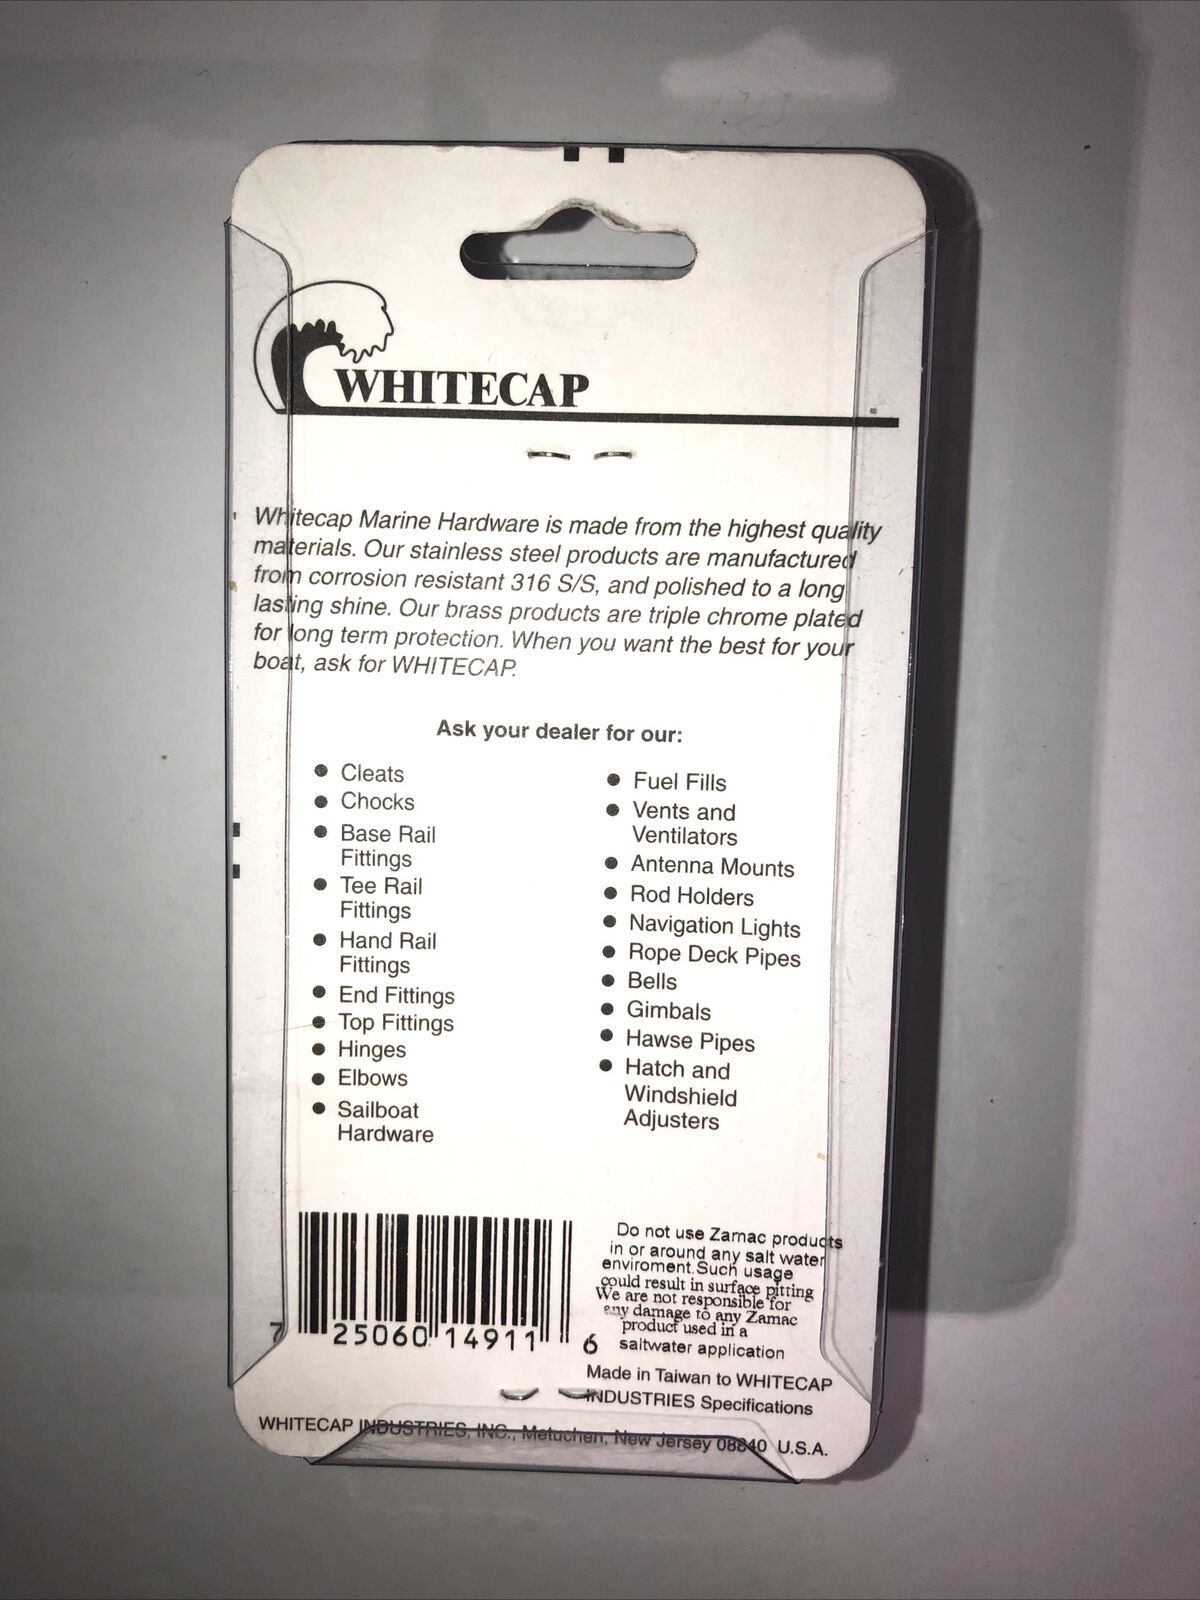 WHITECAP
Whitecap Marine Hardware is made from the highest quality
materials. Our stainless steel products are manufactured
from corrosion resistant 316 S/S, and polished to a long
lasting shine. Our brass products are triple chrome plated
for long term protection. When you want the best for your
boat, ask for WHITECAP.
Ask your dealer for our:
● Cleats
● Chocks
● Base Rail
Fittings
● Tee Rail
Fittings
● Hand Rail
Fittings
● End Fittings
● Top Fittings
● Hinges
● Elbows
● Sailboat
Hardware
● Fuel Fills
● Vents and
Ventilators
● Antenna Mounts
● Rod Holders
● Navigation Lights
● Rope Deck Pipes
● Bells
● Gimbals
● Hawse Pipes
● Hatch and
Windshield
Adjusters
7 25060 14911 6
Do not use Zamac products
in or around any salt water
enviroment.Such usage
could result in surface pitting
We are not responsible for
any damage to any Zamac
product used in a
saltwater application
Made in Taiwan to WHITECAP
INDUSTRIES Specifications
WHITECAP INDUSTRIES, INC., Metuchen, New Jersey 08840 U.S.A.